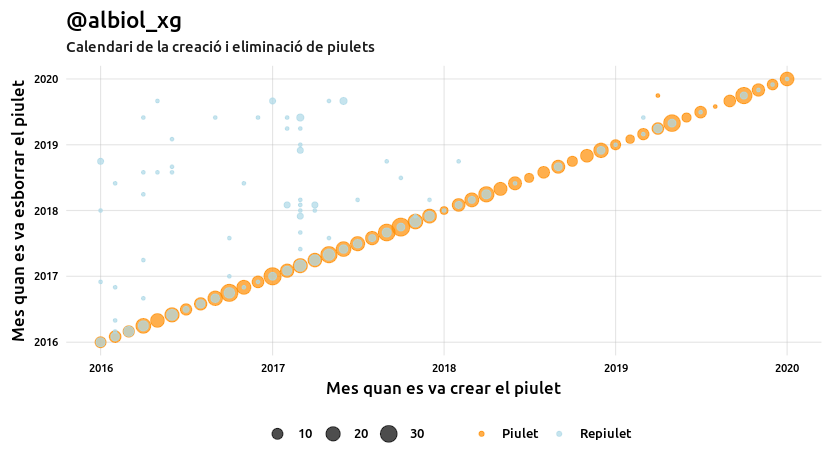 @albiol_xg
Calendari de la creació i eliminació de piulets
Mes quan es va esborrar el piulet
2020
2019
2018
2017
2016
2016 2017 2018 2019 2020
Mes quan es va crear el piulet
10 20 30 Piulet Repiulet